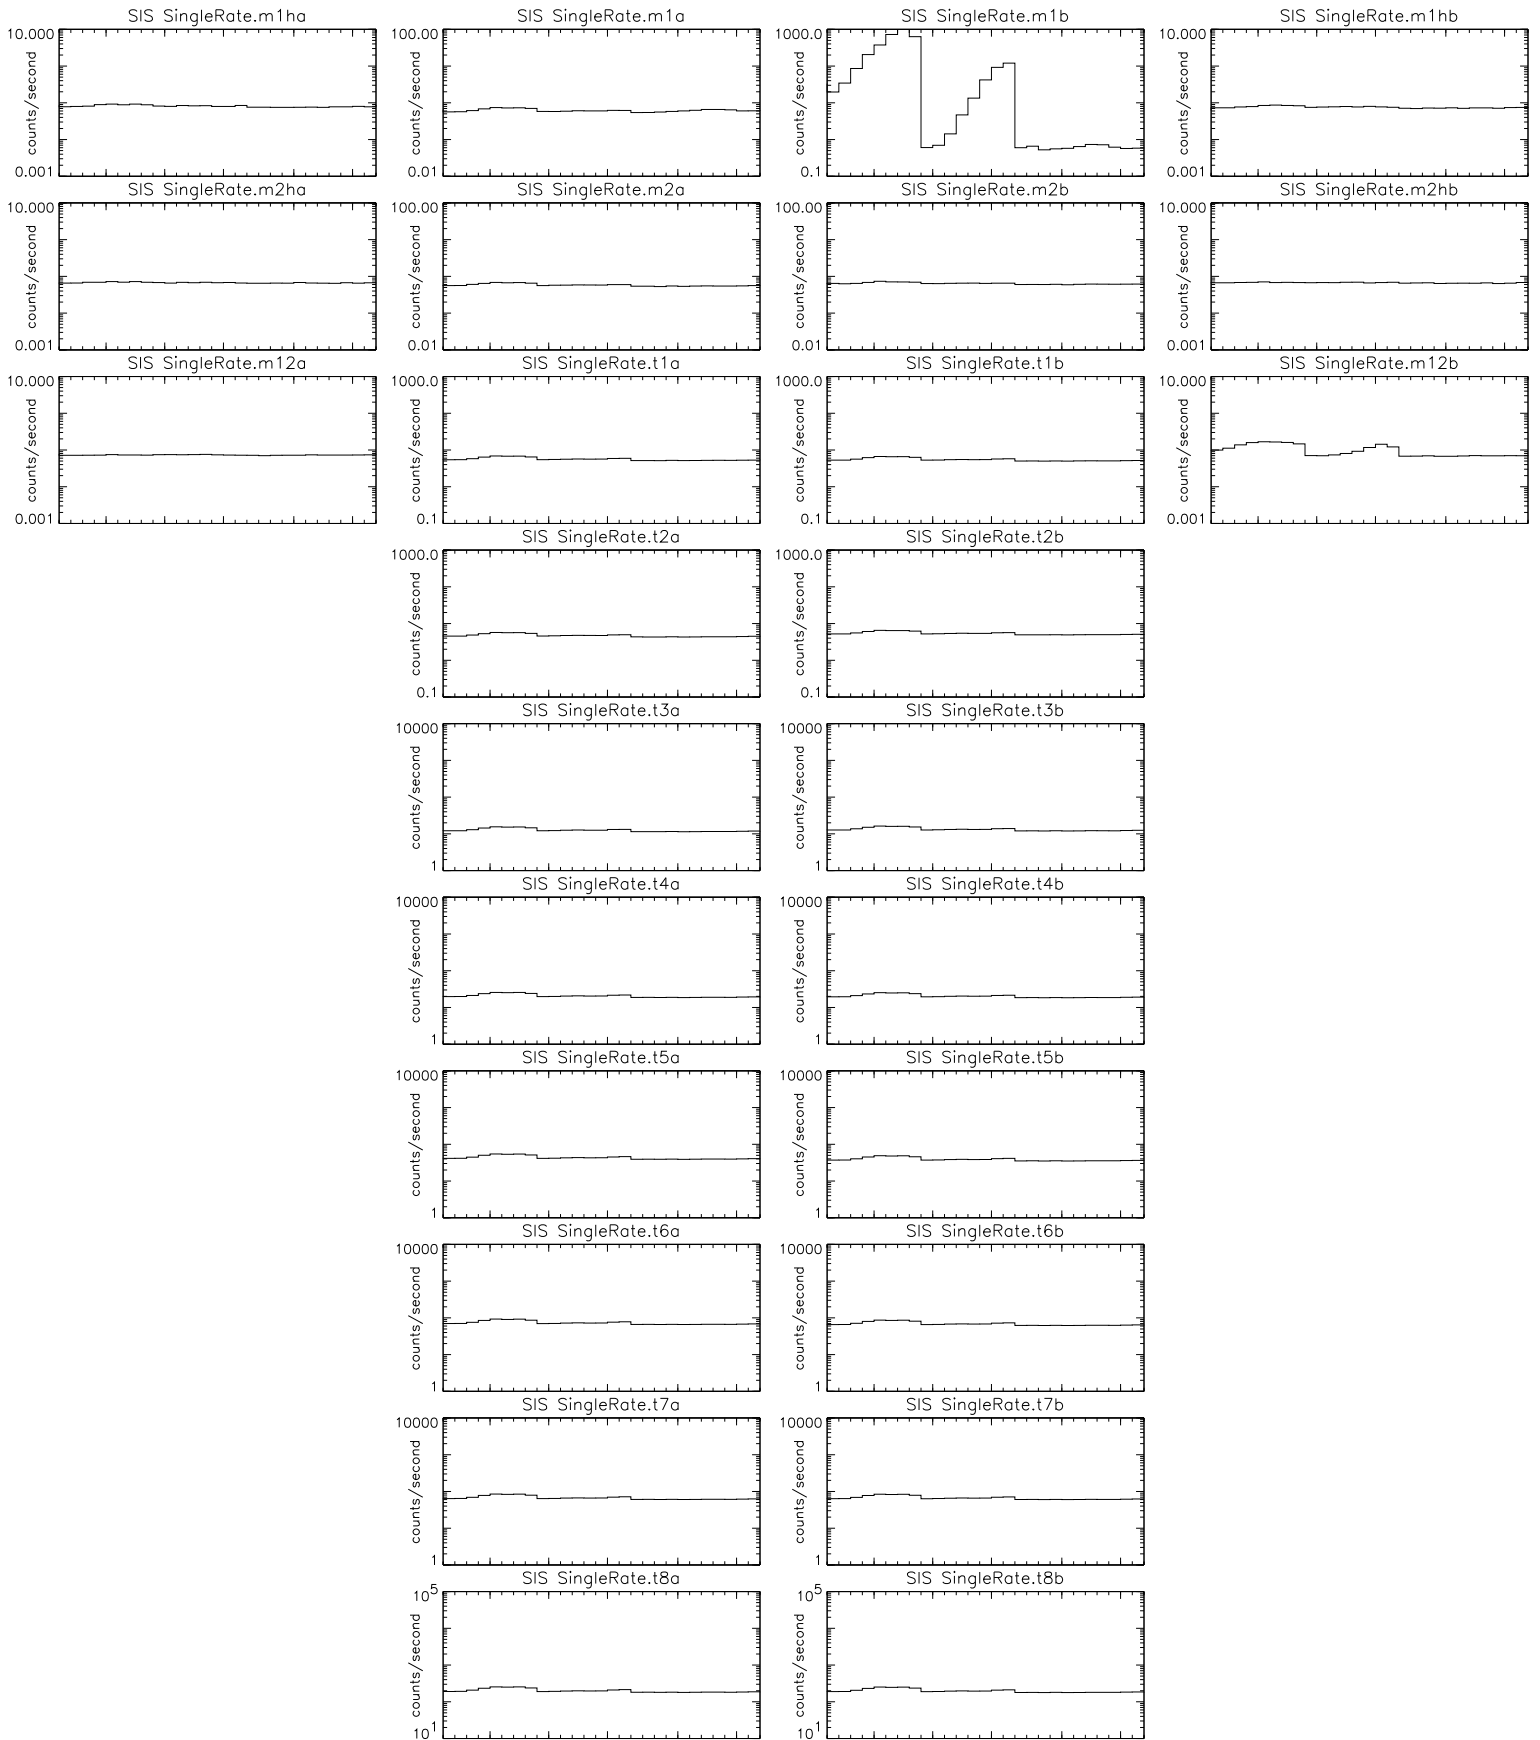 SIS SingleRate.m1ha SIS SingleRate.m1a SIS SingleRate.m1b SIS SingleRate.m1hb
10.000 100.00 1000.0 10.000
counts/second counts/second counts/second counts/second
0.001 0.01 0.1 0.001
SIS SingleRate.m2ha SIS SingleRate.m2a SIS SingleRate.m2b SIS SingleRate.m2hb
10.000 100.00 100.00 10.000
counts/second counts/second counts/second counts/second
0.001 0.01 0.01 0.001
SIS SingleRate.m12a SIS SingleRate.t1a SIS SingleRate.t1b SIS SingleRate.m12b
10.000 1000.0 1000.0 10.000
counts/second counts/second counts/second counts/second
0.001 0.1 0.1 0.001
SIS SingleRate.t2a SIS SingleRate.t2b
1000.0 1000.0
counts/second counts/second
0.1 0.1
SIS SingleRate.t3a SIS SingleRate.t3b
10000 10000
counts/second counts/second
1 1
SIS SingleRate.t4a SIS SingleRate.t4b
10000 10000
counts/second counts/second
1 1
SIS SingleRate.t5a SIS SingleRate.t5b
10000 10000
counts/second counts/second
1 1
SIS SingleRate.t6a SIS SingleRate.t6b
10000 10000
counts/second counts/second
1 1
SIS SingleRate.t7a SIS SingleRate.t7b
10000 10000
counts/second counts/second
1 1
SIS SingleRate.t8a SIS SingleRate.t8b
10⁵ 10⁵
counts/second counts/second
10¹ 10¹